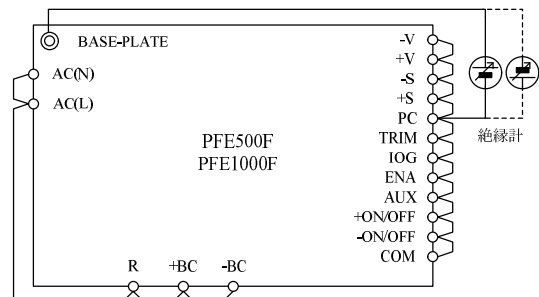 BASE-PLATE
AC(N)
AC(L)
PFE500F
PFE1000F
-V
+V
-S
+S
PC
TRIM
IOG
ENA
AUX
+ON/OFF
-ON/OFF
COM
絶縁計
R
+BC
-BC